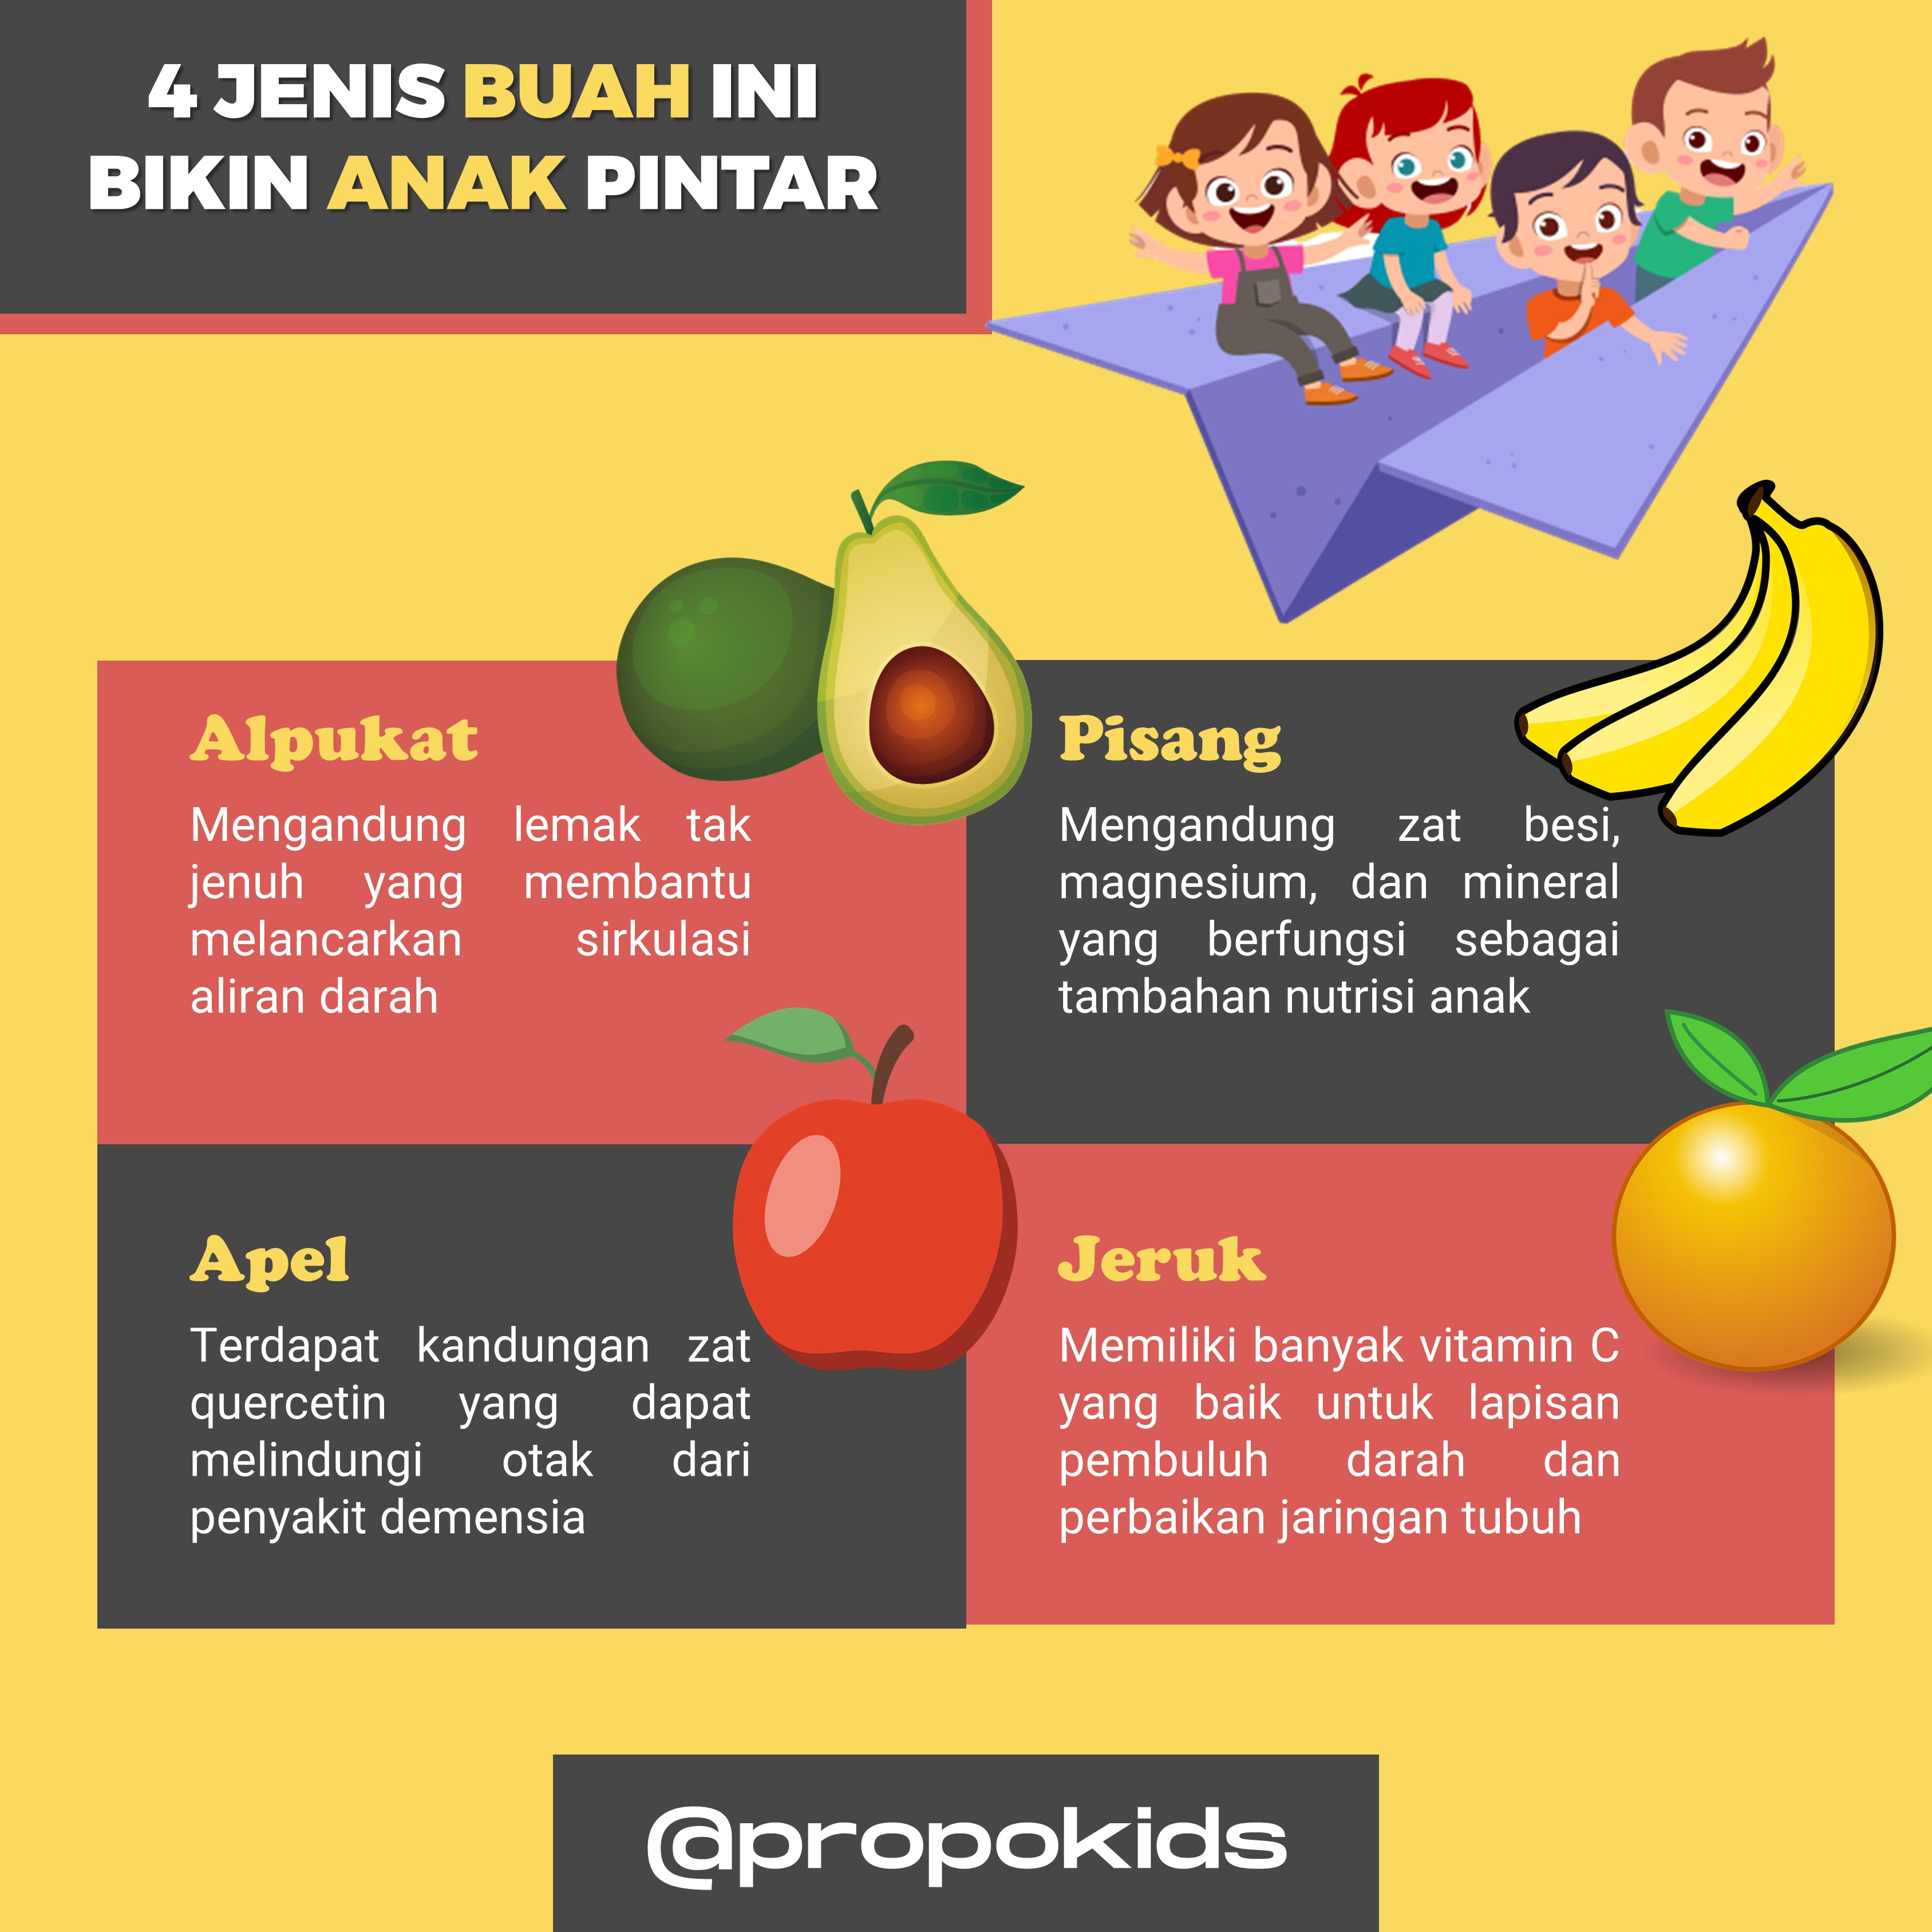 4 JENIS BUAH INI
BIKIN ANAK PINTAR
Alpukat
Mengandung lemak tak
jenuh yang membantu
melancarkan sirkulasi
aliran darah
Pisang
Mengandung zat besi,
magnesium, dan mineral
yang berfungsi sebagai
tambahan nutrisi anak
Apel
Terdapat kandungan zat
quercetin yang dapat
melindungi otak dari
penyakit demensia
Jeruk
Memiliki banyak vitamin C
yang baik untuk lapisan
pembuluh darah dan
perbaikan jaringan tubuh
@propokids